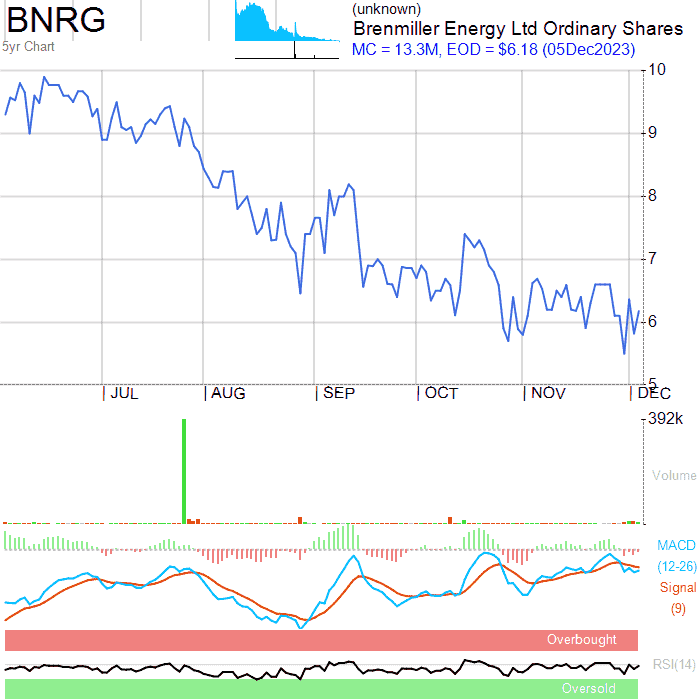 BNRG
5yr Chart
(unknown)
Brenmiller Energy Ltd Ordinary Shares
MC = 13.3M, EOD = $6.18 (05Dec2023)
10
9
8
7
6
5
JUL AUG SEP OCT NOV DEC
392k
Volume
MACD
(12-26)
Signal
(9)
Overbought
RSI(14)
Oversold